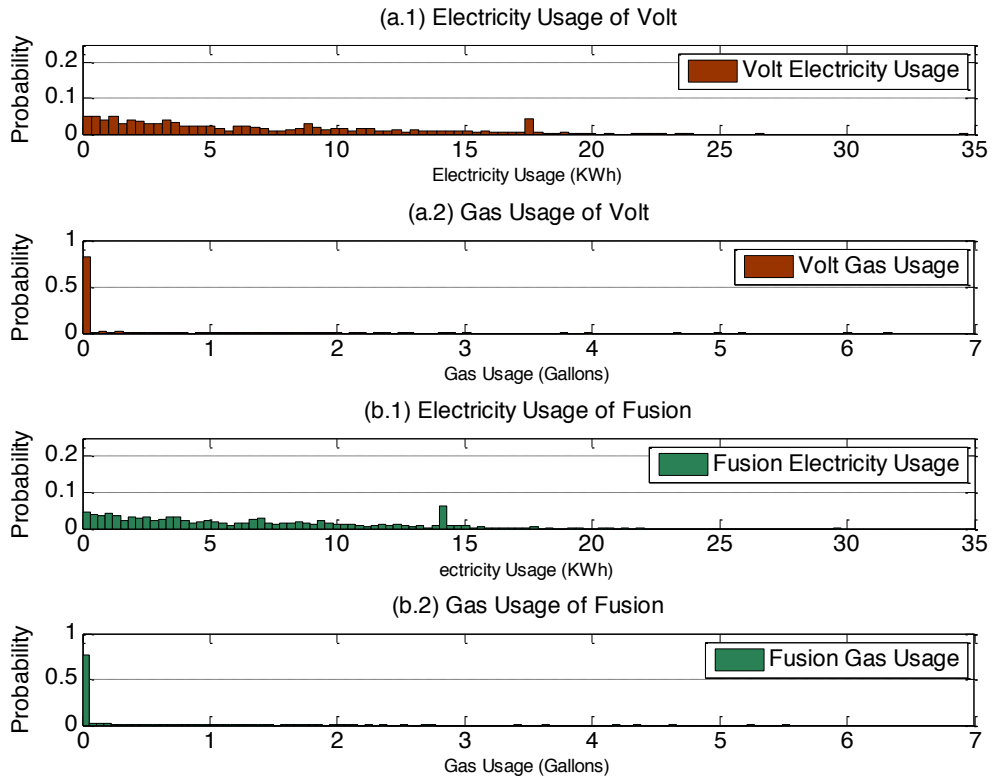 (a.1) Electricity Usage of Volt
Probability
0.2
0.1
0
Volt Electricity Usage
0 5 10 15 20 25 30 35
Electricity Usage (KWh)
(a.2) Gas Usage of Volt
Probability
1
0.5
0
Volt Gas Usage
0 1 2 3 4 5 6 7
Gas Usage (Gallons)
(b.1) Electricity Usage of Fusion
Probability
0.2
0.1
0
Fusion Electricity Usage
0 5 10 15 20 25 30 35
ectricity Usage (KWh)
(b.2) Gas Usage of Fusion
Probability
1
0.5
0
Fusion Gas Usage
0 1 2 3 4 5 6 7
Gas Usage (Gallons)